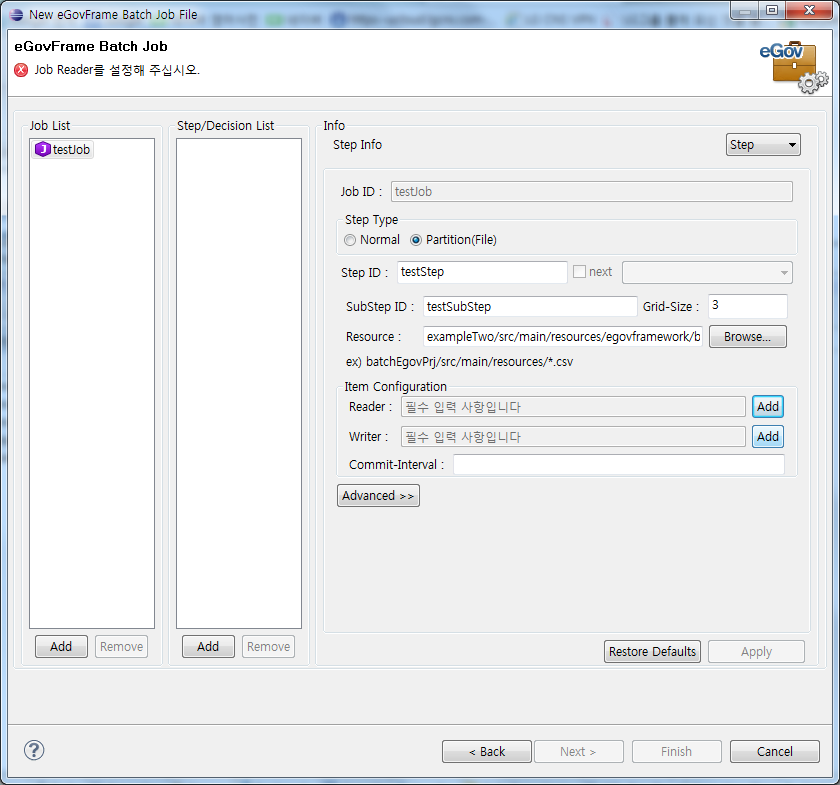 New eGovFrame Batch Job File
eGovFrame Batch Job
Job Reader를 설정해 주십시오.
eGov
Job List
testJob
Add Remove
Step/Decision List
Add Remove
Info
Step Info Step
Job ID : testJob
Step Type
Normal Partition(File)
Step ID : testStep next
SubStep ID : testSubStep Grid-Size : 3
Resource : exampleTwo/src/main/resources/egovframework/b Browse...
ex) batchEgovPrj/src/main/resources/*.csv
Item Configuration
Reader : 필수 입력 사항입니다 Add
Writer : 필수 입력 사항입니다 Add
Commit-Interval :
Advanced >>
Restore Defaults Apply
? < Back Next > Finish Cancel